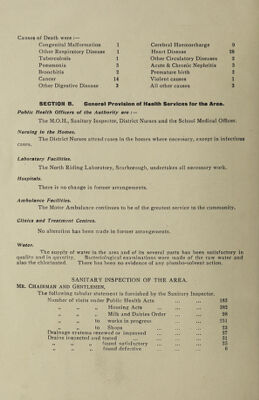 Causes of Death were :—
Congenital Malformation 1 Cerebral Haemorrhage 9
Other Respiratory Disease 1 Heart Disease 28
Tuberculosis 1 Other Circulatory Diseases 2
Pneumonia 3 Acute & Chronic Nephritis 3
Bronchitis 2 Premature birth 2
Cancer 14 Violent causes 1
Other Digestive Disease 3 All other causes 3
SECTION B. General Provision of Health Services for the Area.
Public Health Officers of the Authority are :—
The M.O.H., Sanitary Inspector, District Nurses and the School Medical Officer.
Nursing in the Homes.
The District Nurses attend cases in the homes where necessary, except in infectious
cases.
Laboratory Facilities.
The North Riding Laboratory, Scarborough, undertakes all necessary work.
Hospitals.
There is no change in former arrangements.
Ambulance Facilities.
The Motor Ambulance continues to be of the greatest service to the community.
Clinics and Treatment Centres.
No alteration has been made in former arrangements.
Water.
The supply of water in the area and of its several parts has been satisfactory in
quality and in quantity. Bacteriological examinations were made of the raw water and
also the chlorinated. There has been no evidence of any plumbo-solvent action.
SANITARY INSPECTION OF THE AREA.
MR. CHAIRMAN AND GENTLEMEN,
The following tabular statement is furnished by the Sanitary Inspector.
Number of visits under Public Health Acts ... ... ... 183
„ „ „ Housing Acts ... ... ... 382
„ „ „ Milk and Dairies Order ... ... 98
„ „ to works in progress ... ... ... 251
„ „ to Shops ... ... ... 23
Drainage systems renewed or improved ... ... ... 27
Drains inspected and tested ... ... ... 31
„ „ found satisfactory ... ... ... 25
„ „ found defective ... ... ... 6